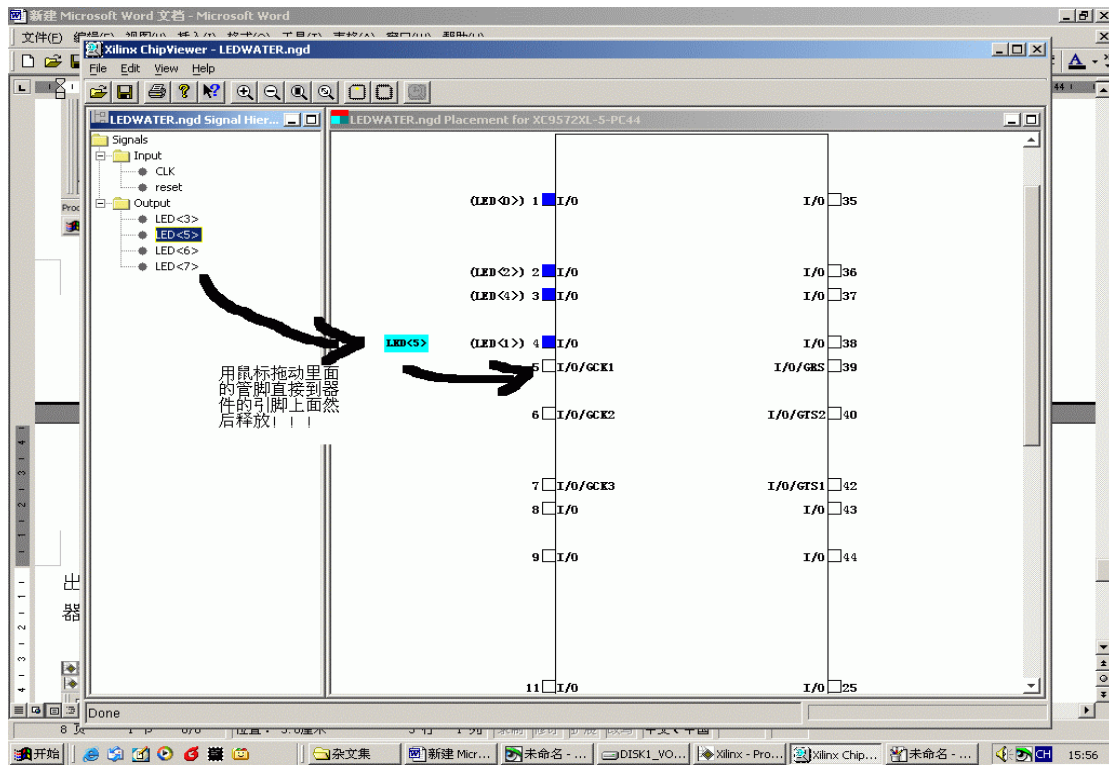 新建 Microsoft Word 文档 - Microsoft Word
文件(F)
Xilinx ChipViewer - LEDWATER.ngd
File Edit View Help
LEDWATER.ngd Signal Hier...
LEDWATER.ngd Placement for XC9572XL-5-PC44
Signals
Input
CLK
reset
Output
LED<3>
LED<5>
LED<6>
LED<7>
(LED<0>) 1 I/O
I/O 35
(LED<2>) 2 I/O
I/O 36
(LED<4>) 3 I/O
I/O 37
LED<5>
(LED<1>) 4 I/O
I/O 38
5 I/O/GCK1
I/O/GRS 39
6 I/O/GCK2
I/O/GTS2 40
7 I/O/GCK3
I/O/GTS1 42
8 I/O
I/O 43
9 I/O
I/O 44
11 I/O
I/O 25
用鼠标拖动里面
的管脚直接到器
件的引脚上面然
后释放！！！
Proc
出
器
Done
开始
杂文集
新建 Micr...
未命名 - ...
DISK1_VO...
Xilinx - Pro...
Xilinx Chip...
未命名 - ...
CH
15:56